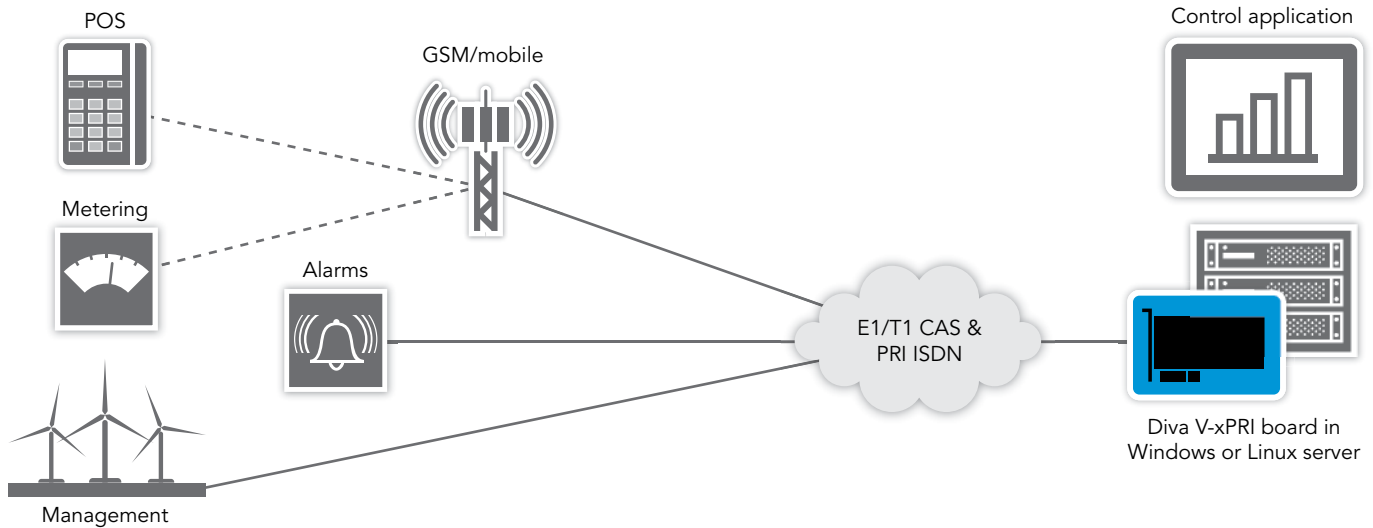 POS
GSM/mobile
Control application
Metering
Alarms
E1/T1 CAS &
PRI ISDN
Diva V-xPRI board in
Windows or Linux server
Management